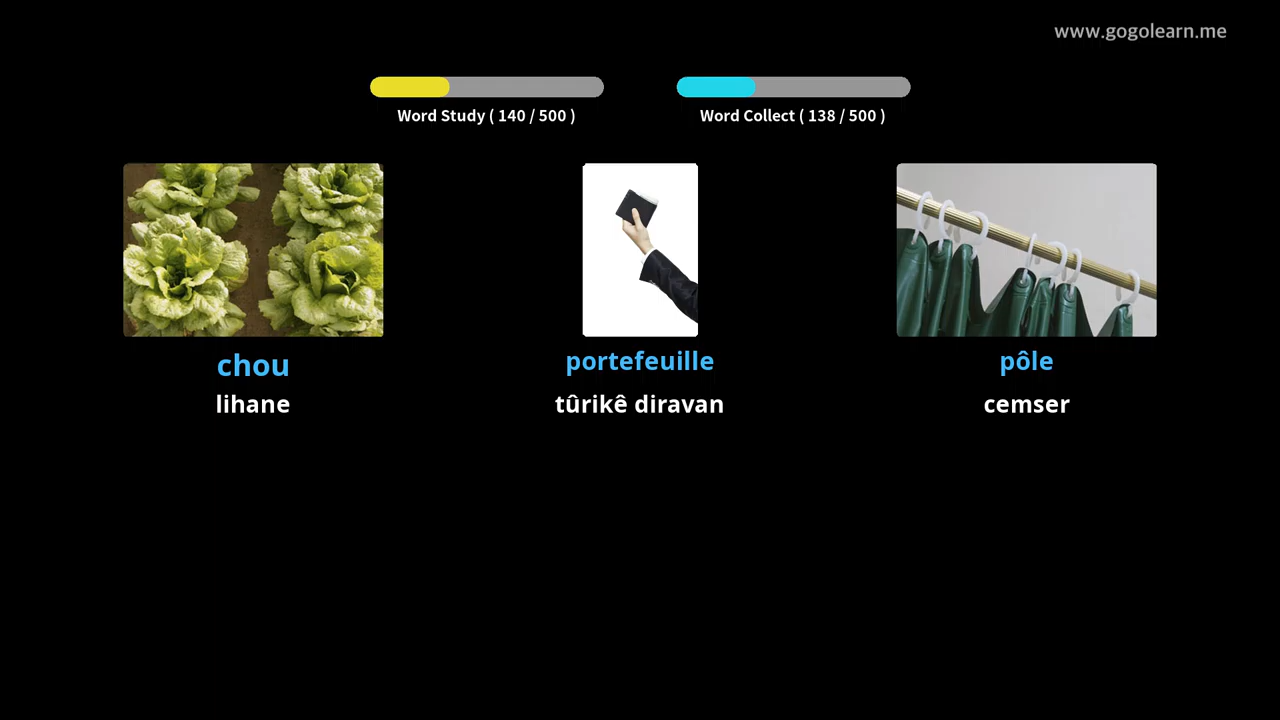 www.gogolearn.me
Word Study ( 140 / 500 )
Word Collect ( 138 / 500 )
chou
portefeuille
pôle
lihane
tûrikê diravan
cemser